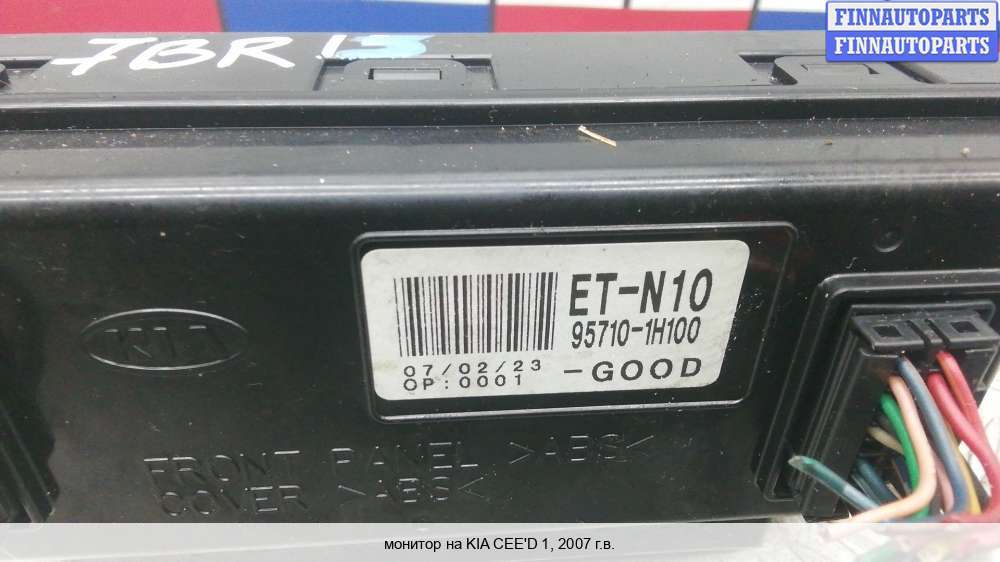 FINNAUTOPARTS
FINNAUTOPARTS
7BR 13
ET-N10
95710-1H100
07/02/23
OP:0001
-GOOD
KIA
FRONT PANEL >ABS<
COVER >ABS<
монитор на KIA CEE'D 1, 2007 г.в.